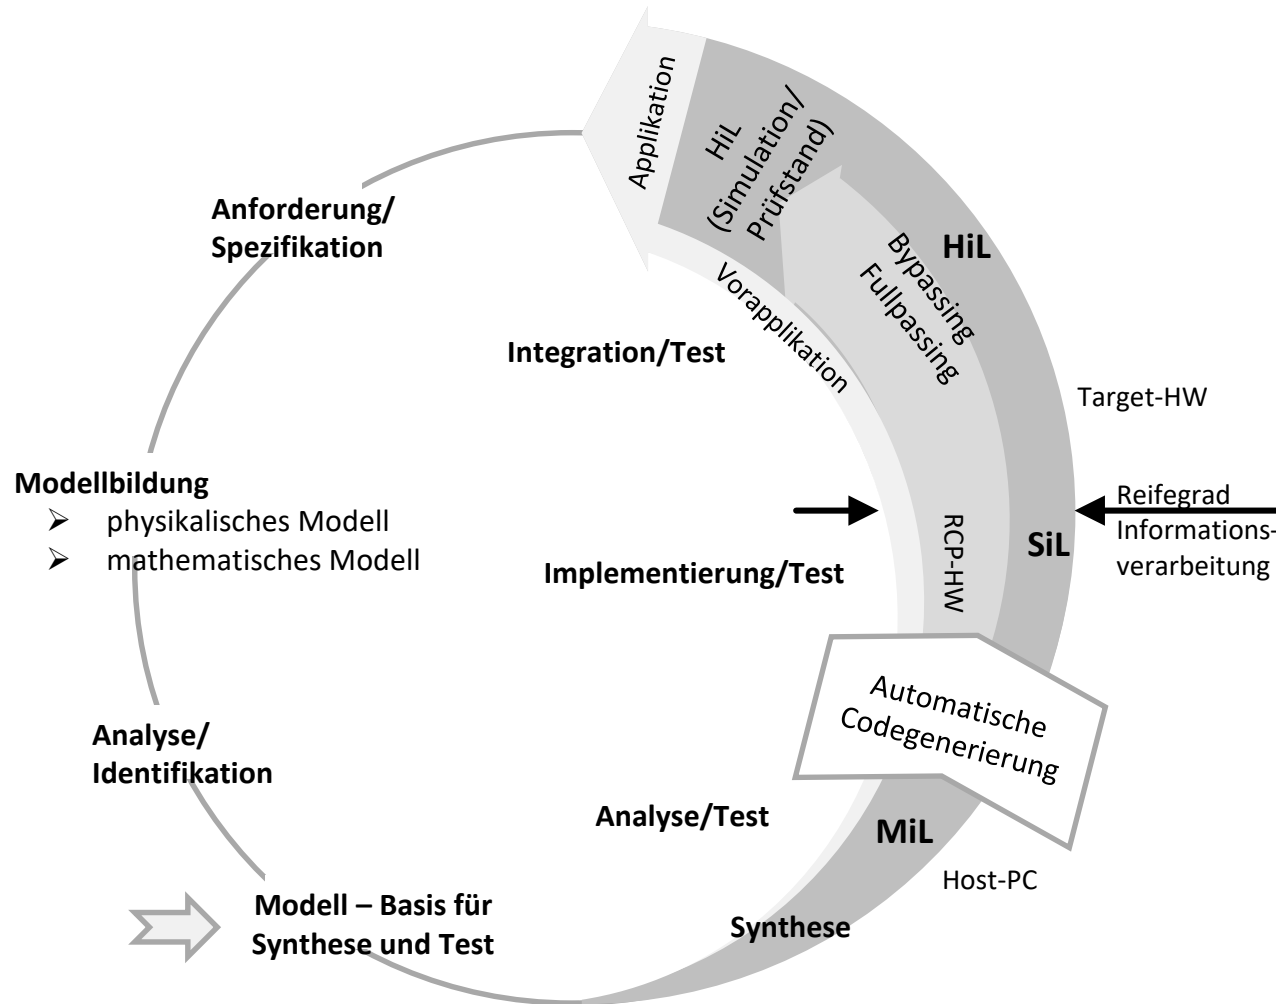 Applikation
HiL
(Simulation/
Prüfstand)
Anforderung/
Spezifikation
HiL
Bypassing
Fullpassing
Vorapplikation
Integration/Test
Target-HW
Modellbildung
➢ physikalisches Modell
➢ mathematisches Modell
Reifegrad
Informations-
verarbeitung
RCP-HW
SiL
Implementierung/Test
Automatische
Codegenerierung
Analyse/
Identifikation
Analyse/Test
MiL
Host-PC
Modell – Basis für
Synthese und Test
Synthese